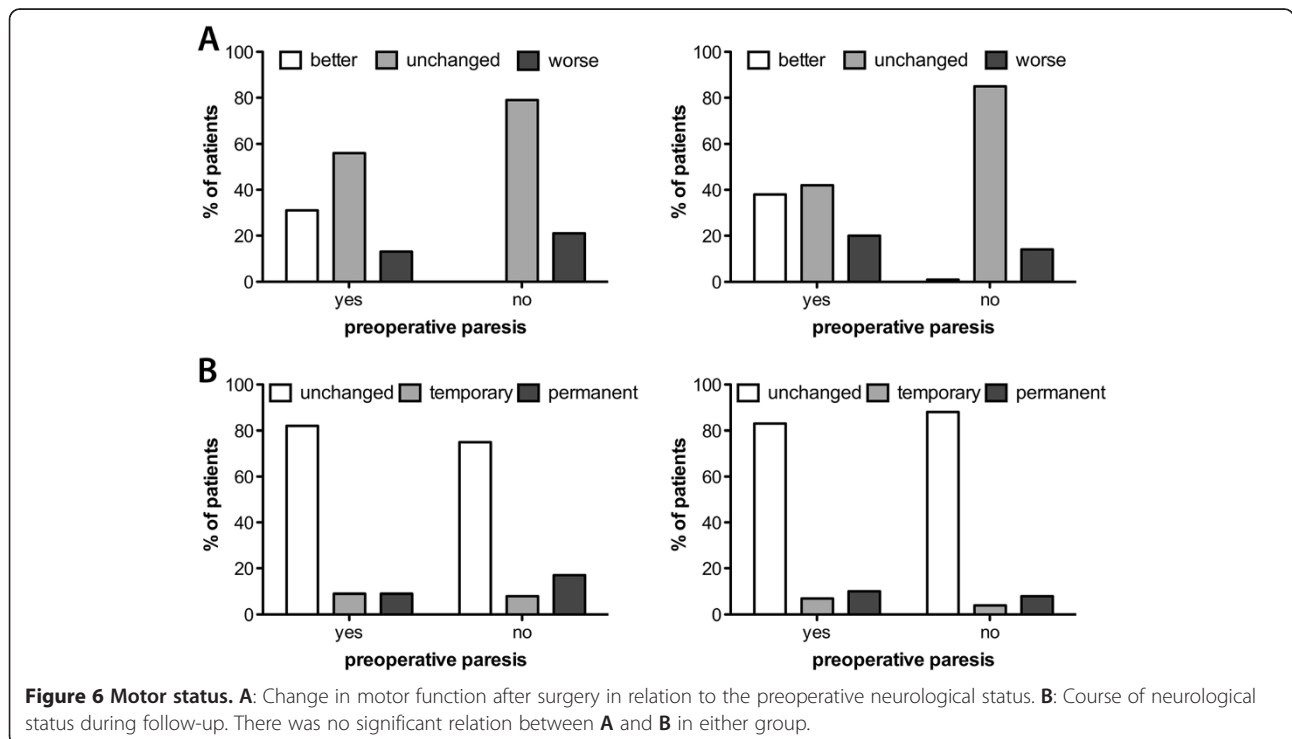 A
100 better unchanged worse
80
60
40
20
0
% of patients
yes no
preoperative paresis
100 better unchanged worse
80
60
40
20
0
% of patients
yes no
preoperative paresis
B
100 unchanged temporary permanent
80
60
40
20
0
% of patients
yes no
preoperative paresis
100 unchanged temporary permanent
80
60
40
20
0
% of patients
yes no
preoperative paresis
Figure 6 Motor status. A: Change in motor function after surgery in relation to the preoperative neurological status. B: Course of neurological
status during follow-up. There was no significant relation between A and B in either group.